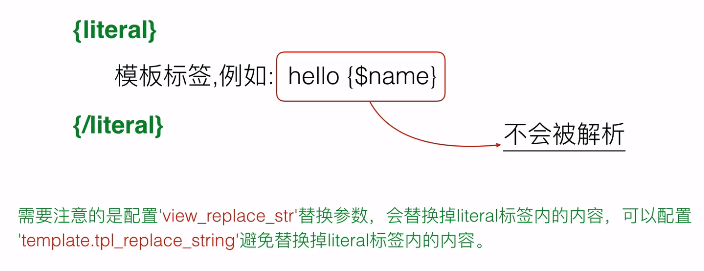 {literal}
模板标签,例如: hello {$name}
{/literal}
不会被解析
需要注意的是配置'view_replace_str'替换参数，会替换掉literal标签内的内容，可以配置
'template.tpl_replace_string'避免替换掉literal标签内的内容。